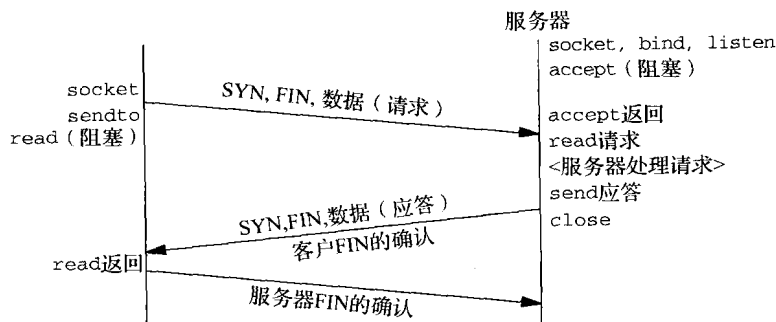 服务器
socket, bind, listen
accept（阻塞）
socket
SYN, FIN, 数据（请求）
sendto
accept返回
read（阻塞）
read请求
<服务器处理请求>
send应答
SYN,FIN,数据（应答）
close
客户FIN的确认
read返回
服务器FIN的确认